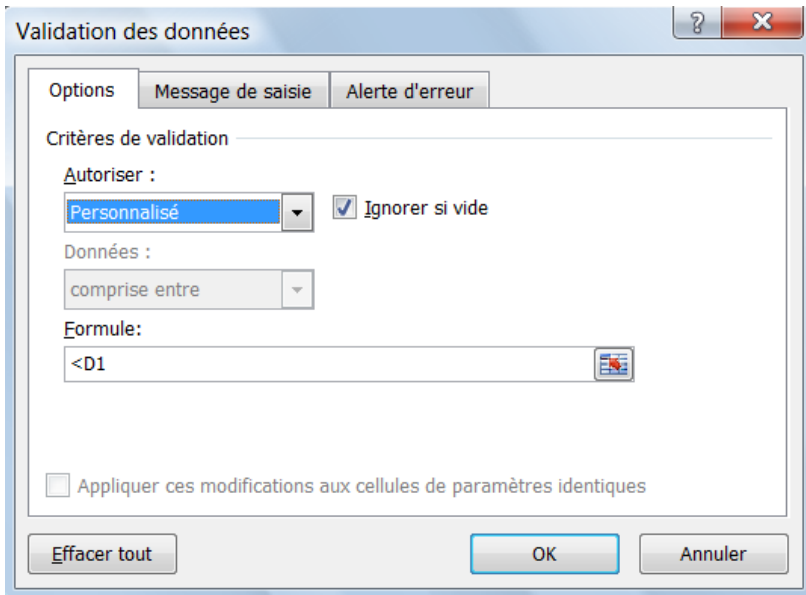 Validation des données
Options Message de saisie Alerte d'erreur
Critères de validation
Autoriser :
Personnalisé Ignorer si vide
Données :
comprise entre
Formule:
<D1
Appliquer ces modifications aux cellules de paramètres identiques
Effacer tout OK Annuler